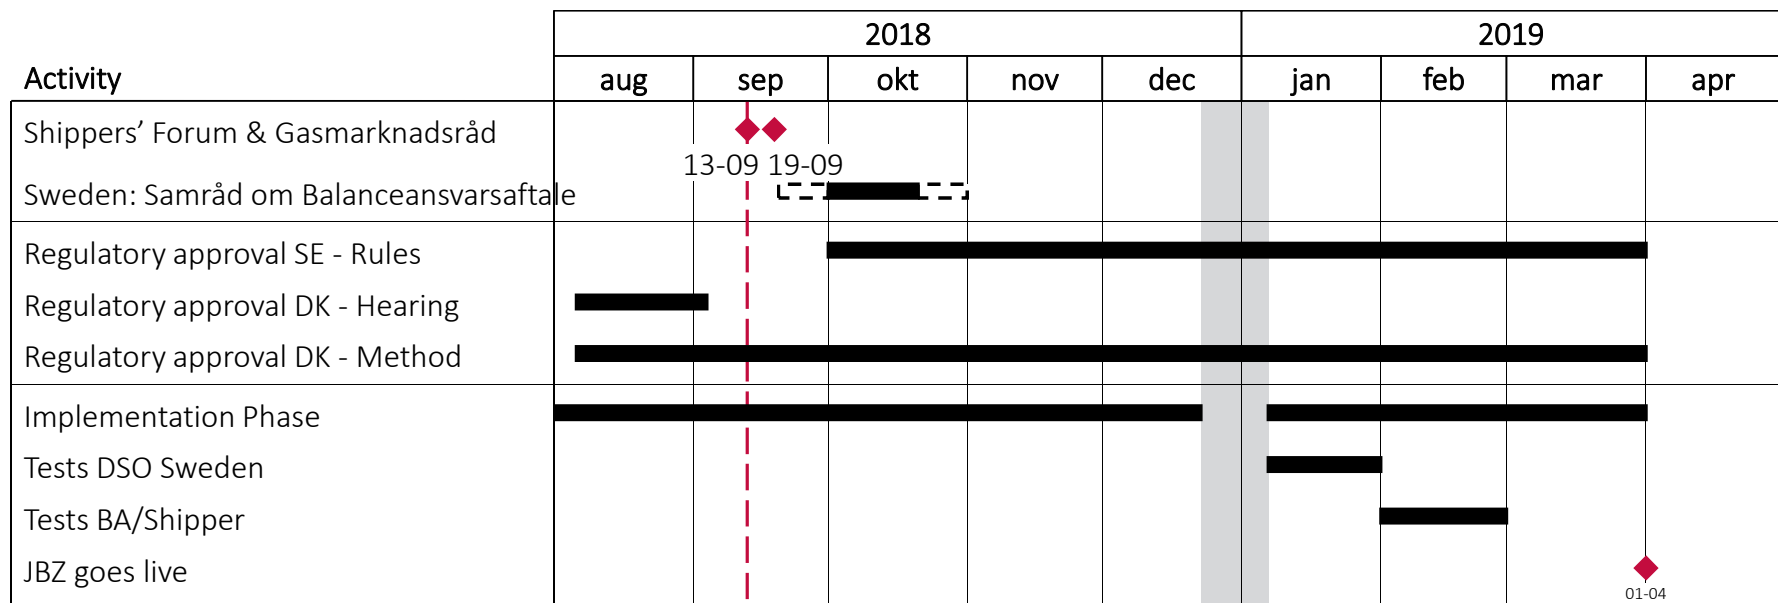 2018 2019
Activity aug sep okt nov dec jan feb mar apr
Shippers’ Forum & Gasmarknadsråd
13-09 19-09
Sweden: Samråd om Balanceansvarsaftale
Regulatory approval SE - Rules
Regulatory approval DK - Hearing
Regulatory approval DK - Method
Implementation Phase
Tests DSO Sweden
Tests BA/Shipper
JBZ goes live
01-04